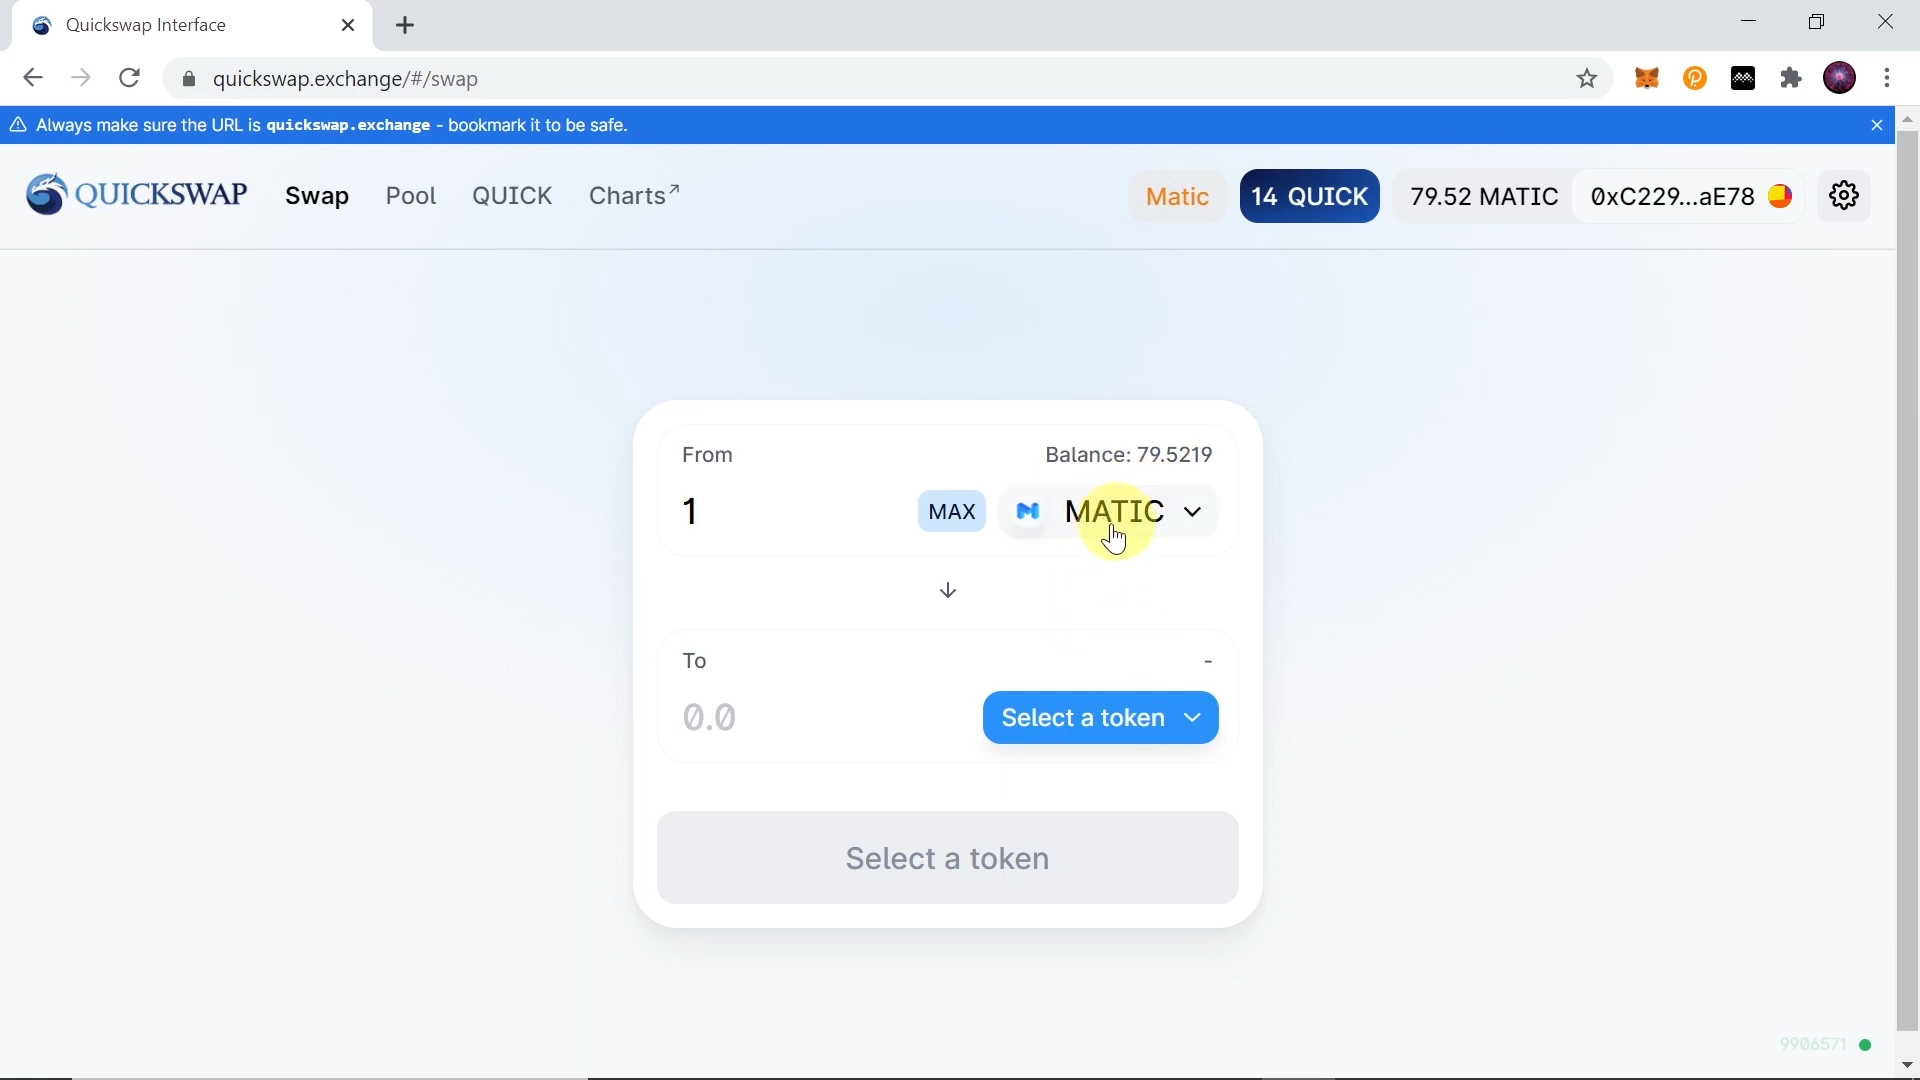 Quickswap Interface
quickswap.exchange/#/swap
Always make sure the URL is quickswap.exchange - bookmark it to be safe.
QUICKSWAP Swap Pool QUICK Charts↗ Matic 14 QUICK 79.52 MATIC 0xC229...aE78
From Balance: 79.5219
1 MAX MATIC
To -
0.0 Select a token
Select a token
9906571